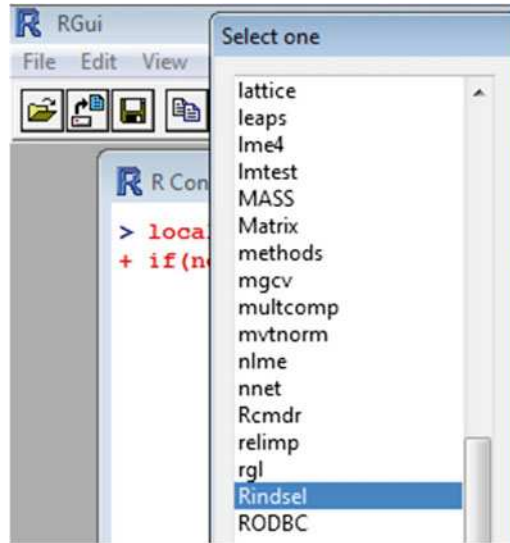 RGui
File Edit View
Select one
lattice
leaps
lme4
lmtest
MASS
Matrix
methods
mgcv
multcomp
mvtnorm
nlme
nnet
Rcmdr
relimp
rgl
Rindsel
RODBC
R Con
> loca
+ if(n